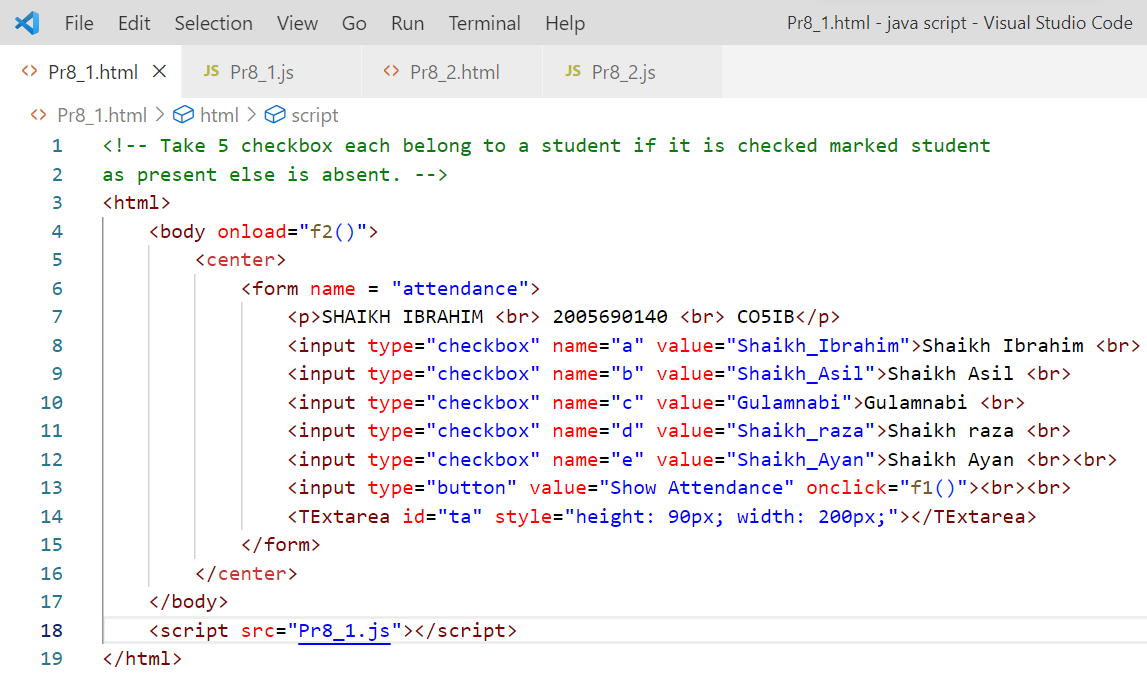 File Edit Selection View Go Run Terminal Help Pr8_1.html - java script - Visual Studio Code
<> Pr8_1.html × JS Pr8_1.js <> Pr8_2.html JS Pr8_2.js
<> Pr8_1.html > html > script
1 <!-- Take 5 checkbox each belong to a student if it is checked marked student
2 as present else is absent. -->
3 <html>
4 <body onload="f2()">
5 <center>
6 <form name = "attendance">
7 <p>SHAIKH IBRAHIM <br> 2005690140 <br> CO5IB</p>
8 <input type="checkbox" name="a" value="Shaikh_Ibrahim">Shaikh Ibrahim <br>
9 <input type="checkbox" name="b" value="Shaikh_Asil">Shaikh Asil <br>
10 <input type="checkbox" name="c" value="Gulamnabi">Gulamnabi <br>
11 <input type="checkbox" name="d" value="Shaikh_raza">Shaikh raza <br>
12 <input type="checkbox" name="e" value="Shaikh_Ayan">Shaikh Ayan <br><br>
13 <input type="button" value="Show Attendance" onclick="f1()"><br><br>
14 <TExtarea id="ta" style="height: 90px; width: 200px;"></TExtarea>
15 </form>
16 </center>
17 </body>
18 <script src="Pr8_1.js"></script>
19 </html>